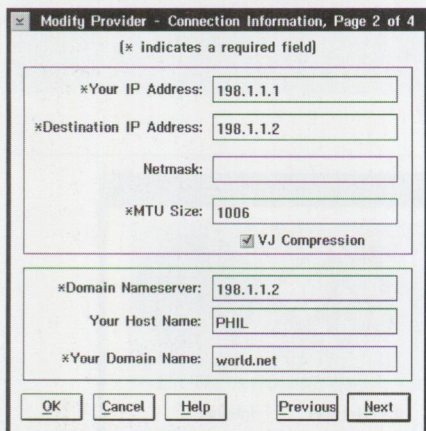 Modify Provider - Connection Information, Page 2 of 4
(* indicates a required field)
*Your IP Address: 198.1.1.1
*Destination IP Address: 198.1.1.2
Netmask:
*MTU Size: 1006
VJ Compression
*Domain Nameserver: 198.1.1.2
Your Host Name: PHIL
*Your Domain Name: world.net
OK Cancel Help Previous Next